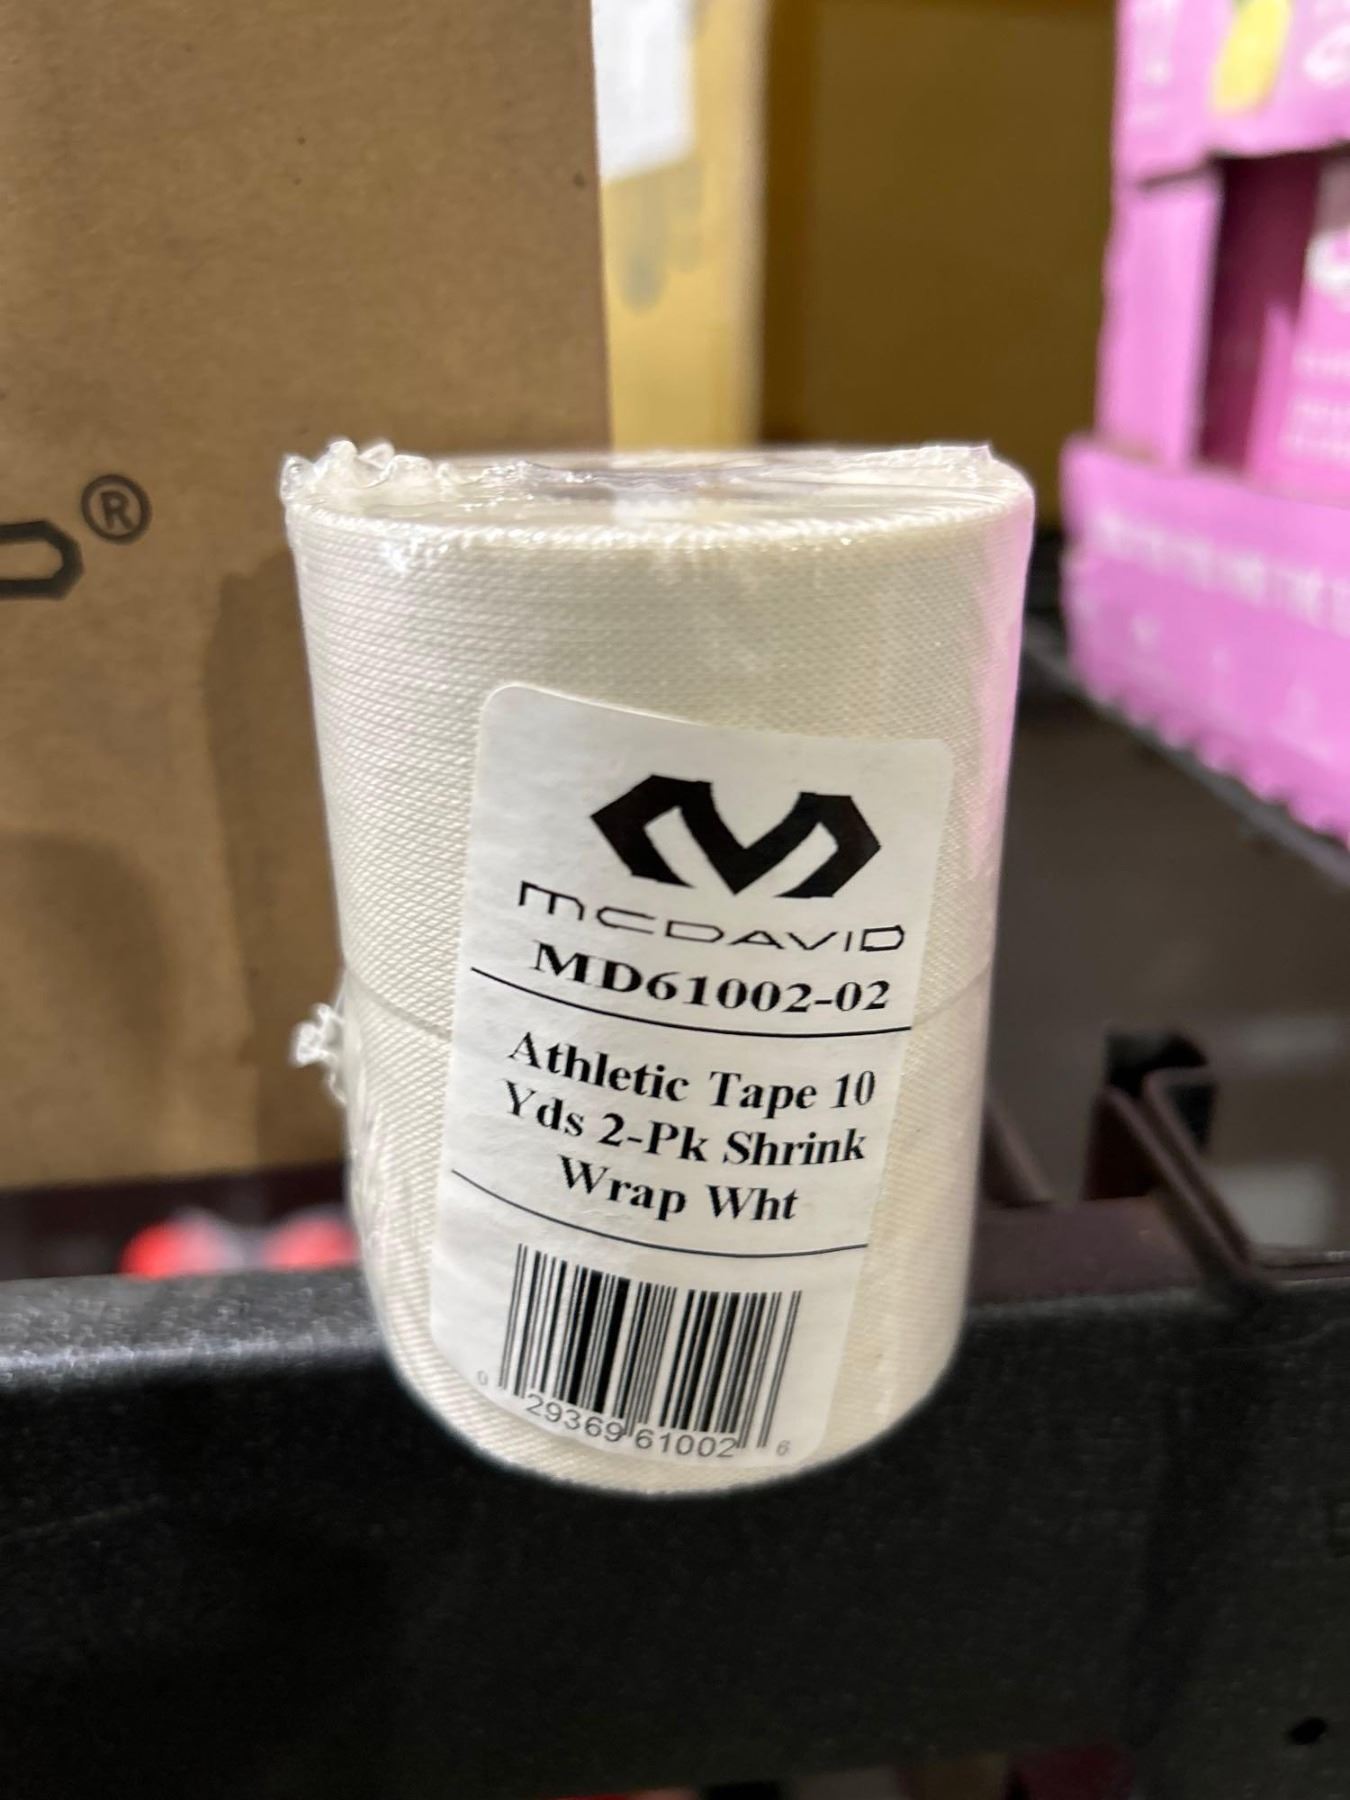 ®
MCDAVID
MD61002-02
Athletic Tape 10
Yds 2-Pk Shrink
Wrap Wht
0 29369 61002 6